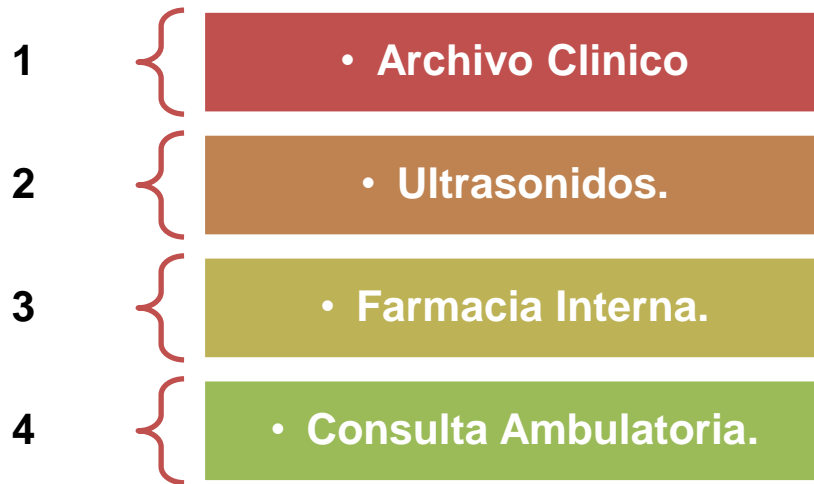 1 • Archivo Clinico
2 • Ultrasonidos.
3 • Farmacia Interna.
4 • Consulta Ambulatoria.